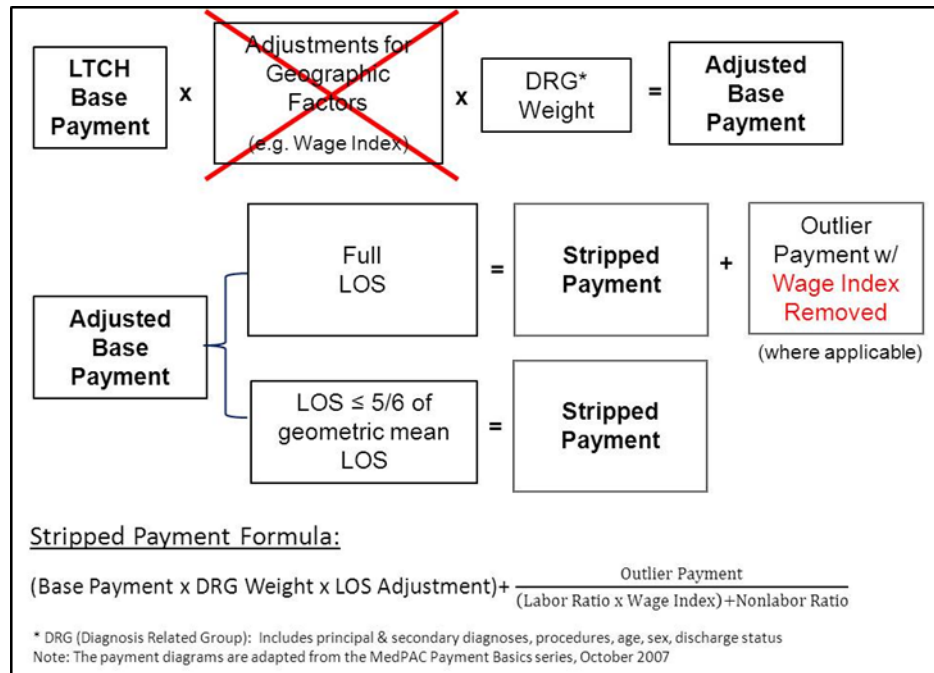 LTCH
Base
Payment
x
Adjustments for
Geographic
Factors
(e.g. Wage Index)
x
DRG*
Weight
=
Adjusted
Base
Payment
Adjusted
Base
Payment
Full
LOS
=
Stripped
Payment
+
Outlier
Payment w/
Wage Index
Removed
(where applicable)
LOS ≤ 5/6 of
geometric mean
LOS
=
Stripped
Payment
Stripped Payment Formula:
(Base Payment x DRG Weight x LOS Adjustment)+ Outlier Payment
(Labor Ratio x Wage Index)+Nonlabor Ratio
* DRG (Diagnosis Related Group): Includes principal & secondary diagnoses, procedures, age, sex, discharge status
Note: The payment diagrams are adapted from the MedPAC Payment Basics series, October 2007